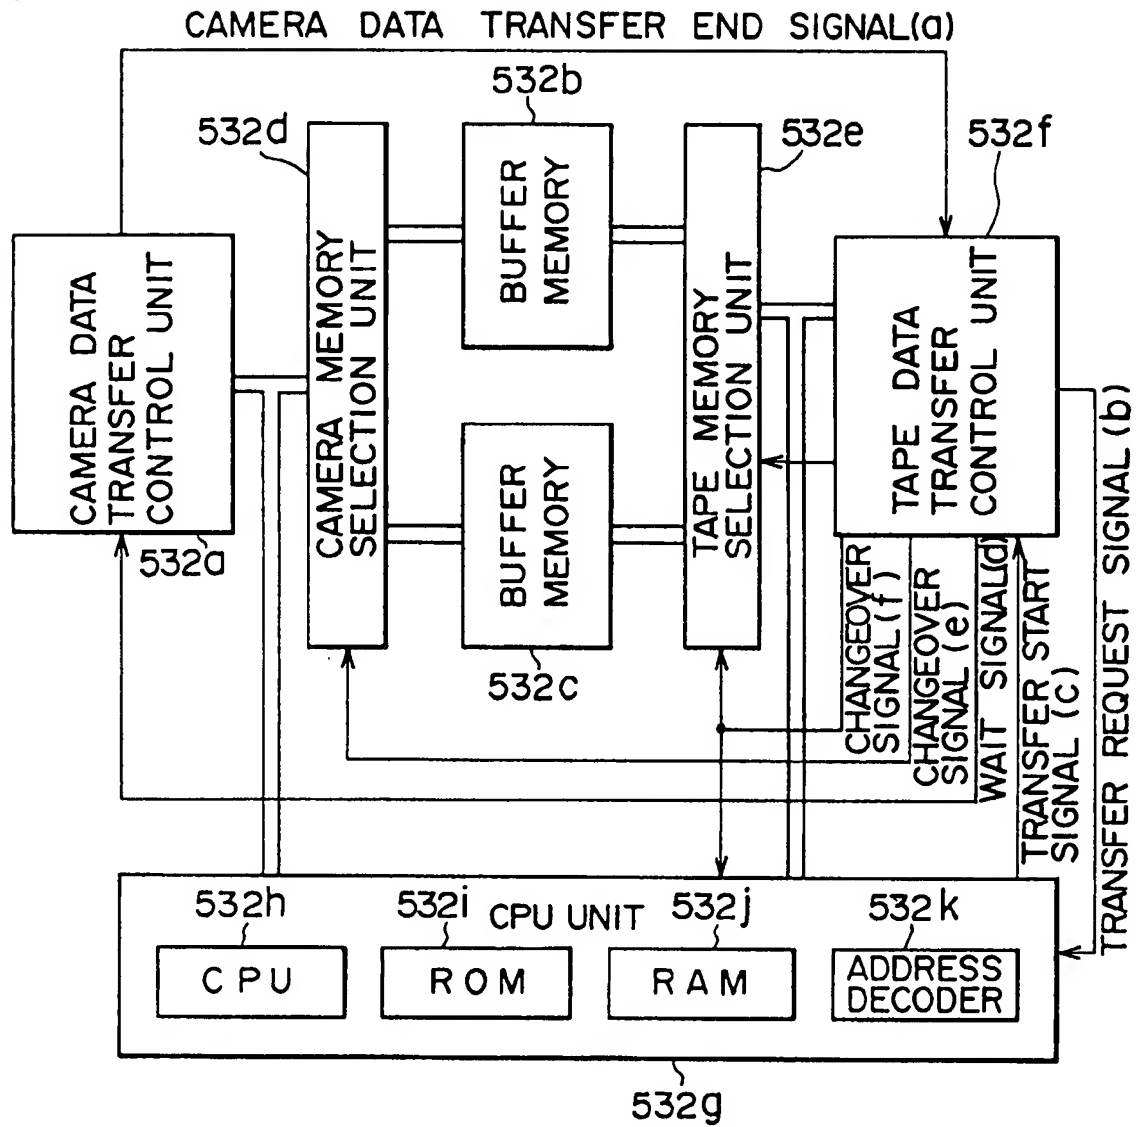 CAMERA DATA TRANSFER END SIGNAL(a)
532b
532d
532e
532f
CAMERA DATA
TRANSFER
CONTROL UNIT
532a
CAMERA MEMORY
SELECTION UNIT
BUFFER
MEMORY
BUFFER
MEMORY
532c
TAPE MEMORY
SELECTION UNIT
TAPE DATA
TRANSFER
CONTROL UNIT
CHANGEOVER
SIGNAL(f)
CHANGEOVER
SIGNAL(e)
WAIT SIGNAL(d)
TRANSFER START
SIGNAL (c)
TRANSFER REQUEST SIGNAL(b)
532h
532i
CPU UNIT
532j
532k
CPU
ROM
RAM
ADDRESS
DECODER
532g